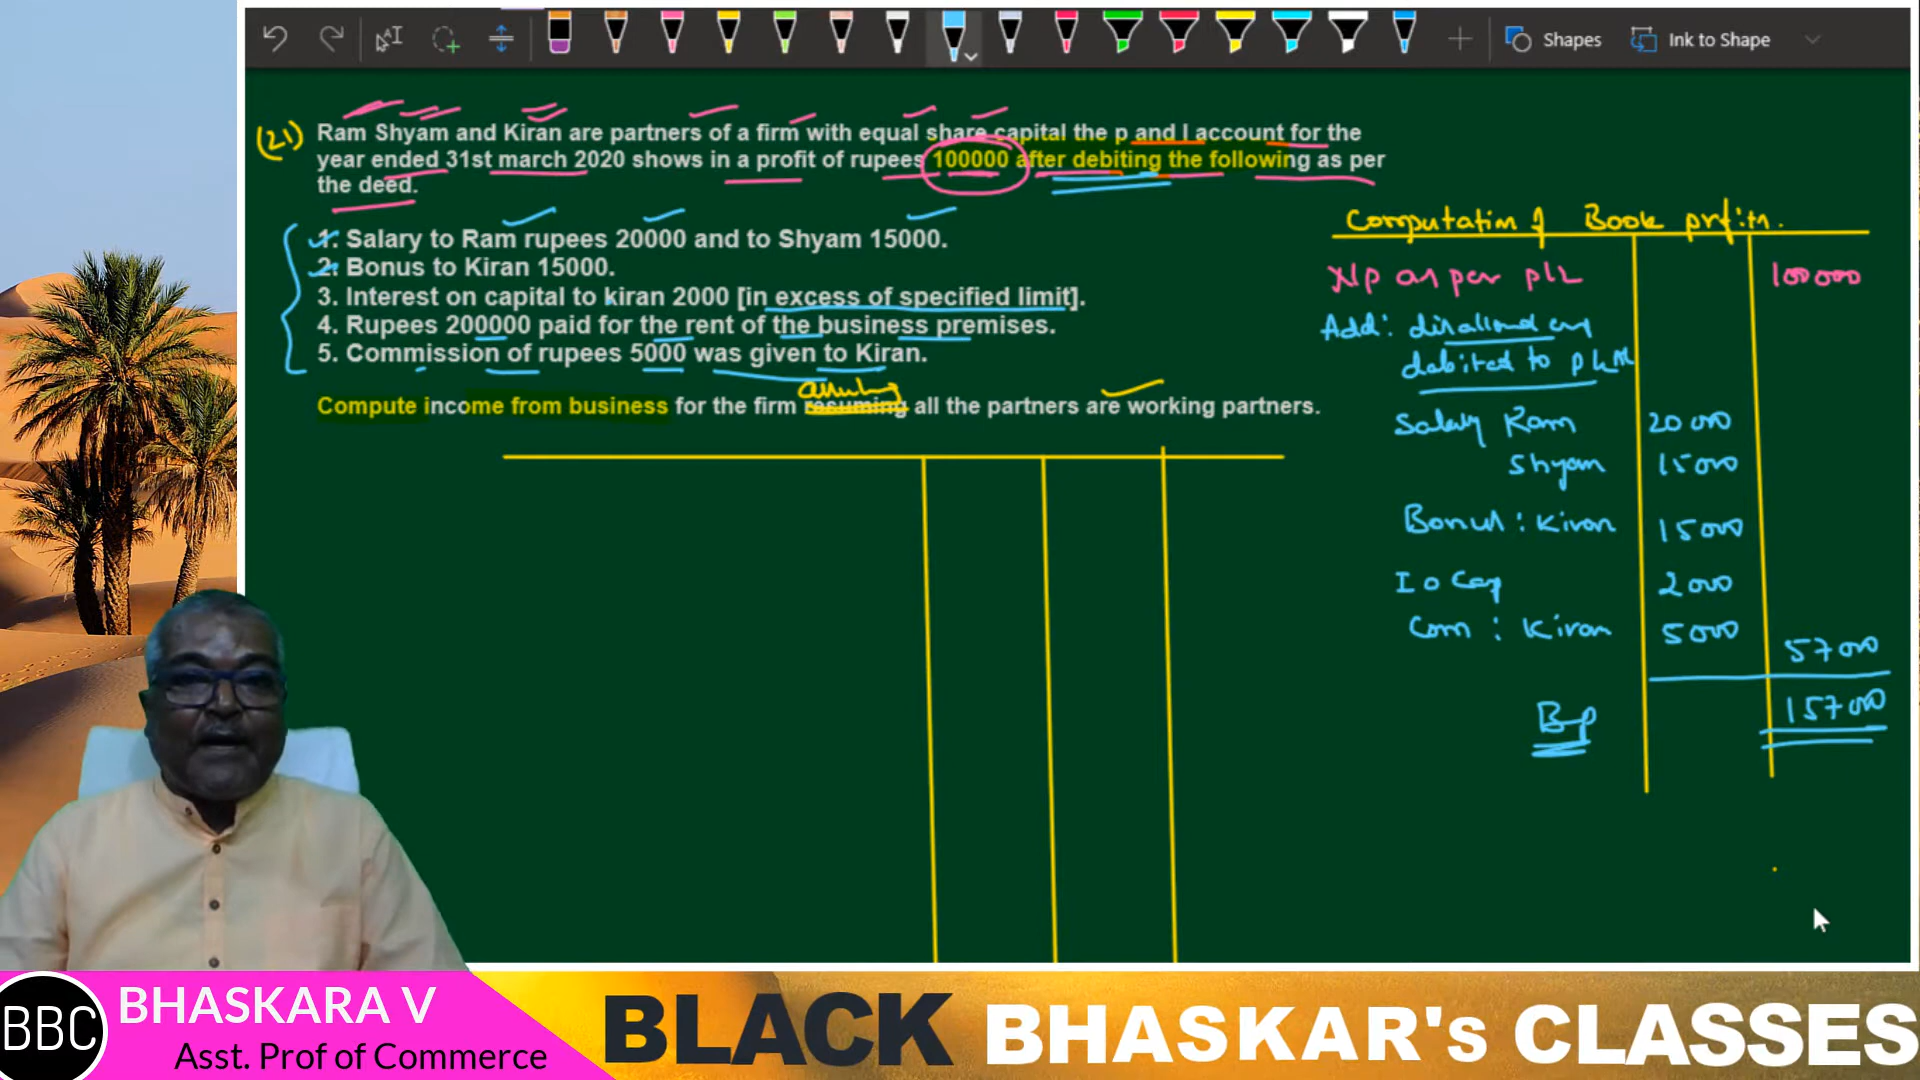 Shapes
Ink to Shape
(21)
Ram Shyam and Kiran are partners of a firm with equal share capital the p and l account for the
year ended 31st march 2020 shows in a profit of rupees 100000 after debiting the following as per
the deed.
1. Salary to Ram rupees 20000 and to Shyam 15000.
2. Bonus to Kiran 15000.
3. Interest on capital to kiran 2000 [in excess of specified limit].
4. Rupees 200000 paid for the rent of the business premises.
5. Commission of rupees 5000 was given to Kiran.
Compute income from business for the firm resuming all the partners are working partners.
Computation of Book profits.
Np as per p/L 100000
Add: disallowed exp
debited to p
Salary Ram 20000
Shyam 15000
Bonus : Kiran 15000
I o Cap 2000
Com : Kiran 5000 57000
Bp 157000
BBC
BHASKARA V
Asst. Prof of Commerce
BLACK BHASKAR's CLASSES